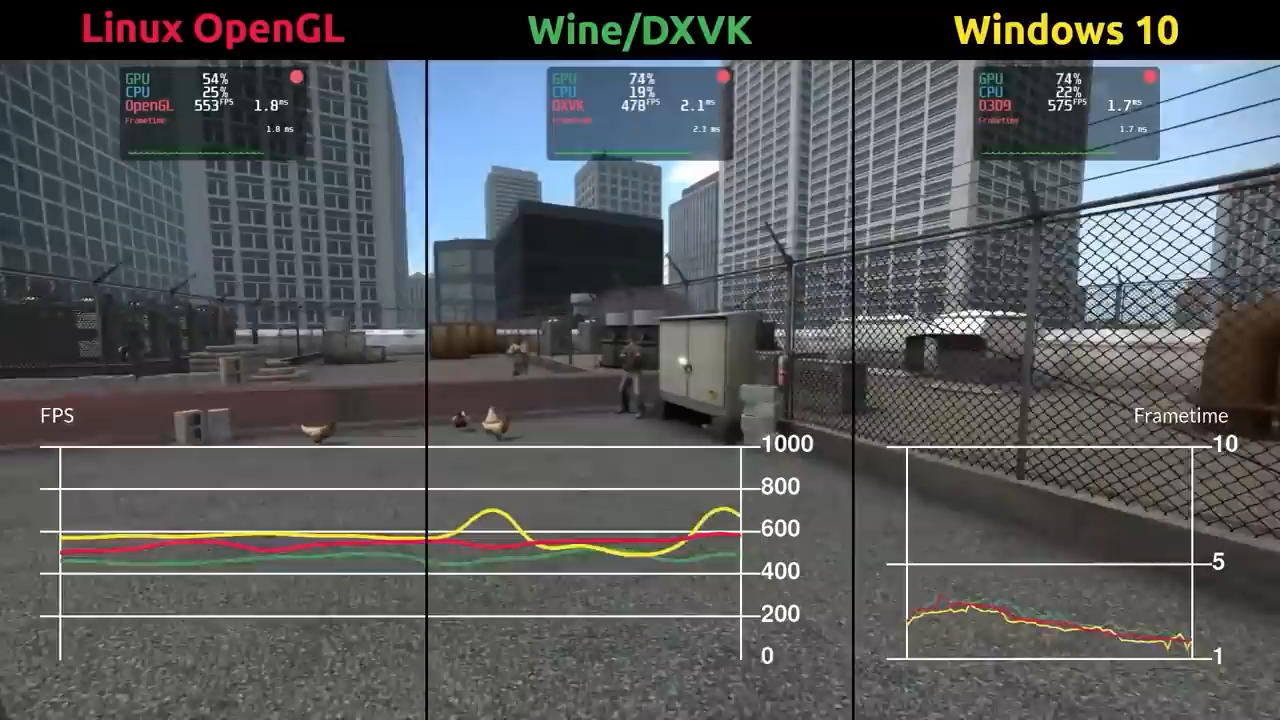 Linux OpenGL
Wine/DXVK
Windows 10
GPU 54%
CPU 25%
OpenGL 553FPS 1.8ms
Frametime
1.8 ms
GPU 74%
CPU 19%
DXVK 478FPS 2.1ms
Frametime
2.1 ms
GPU 74%
CPU 22%
D3D9 575FPS 1.7ms
Frametime
1.7 ms
FPS
1000
800
600
400
200
0
Frametime
10
5
1